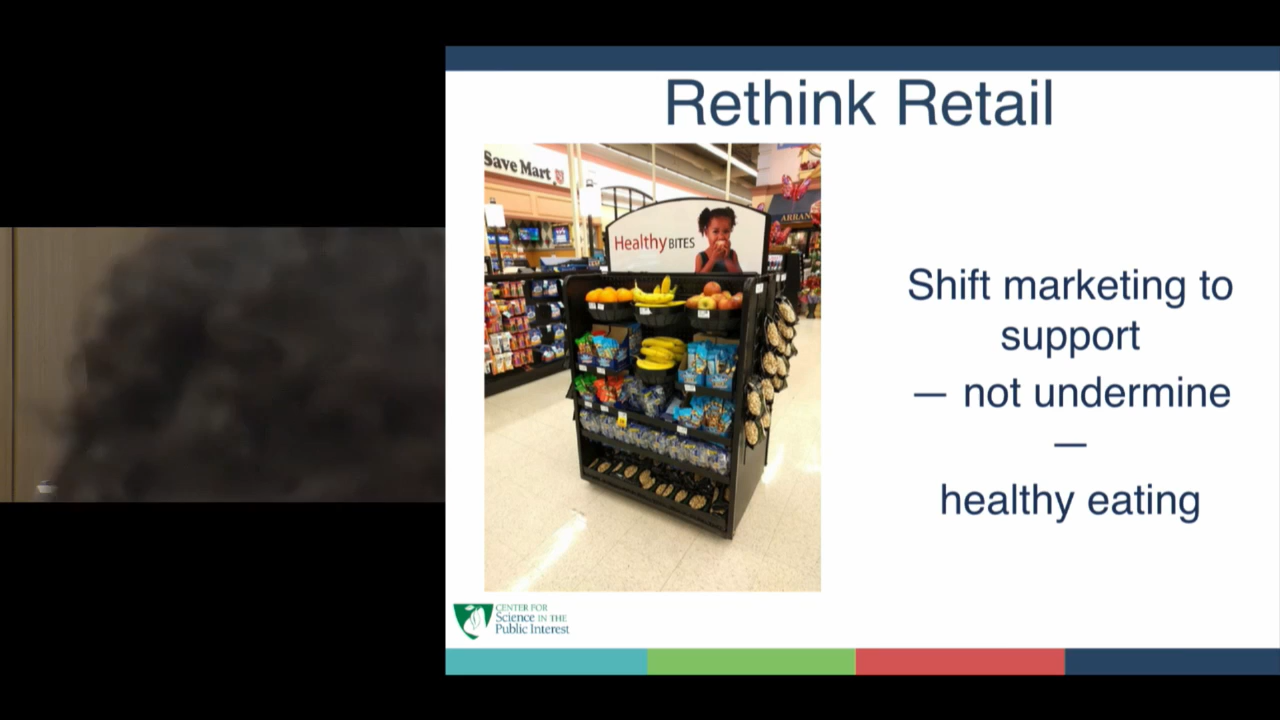 Rethink Retail
Save Mart
ARRAN
Healthy BITES
Shift marketing to
support
— not undermine
—
healthy eating
CENTER FOR
Science IN THE
Public Interest